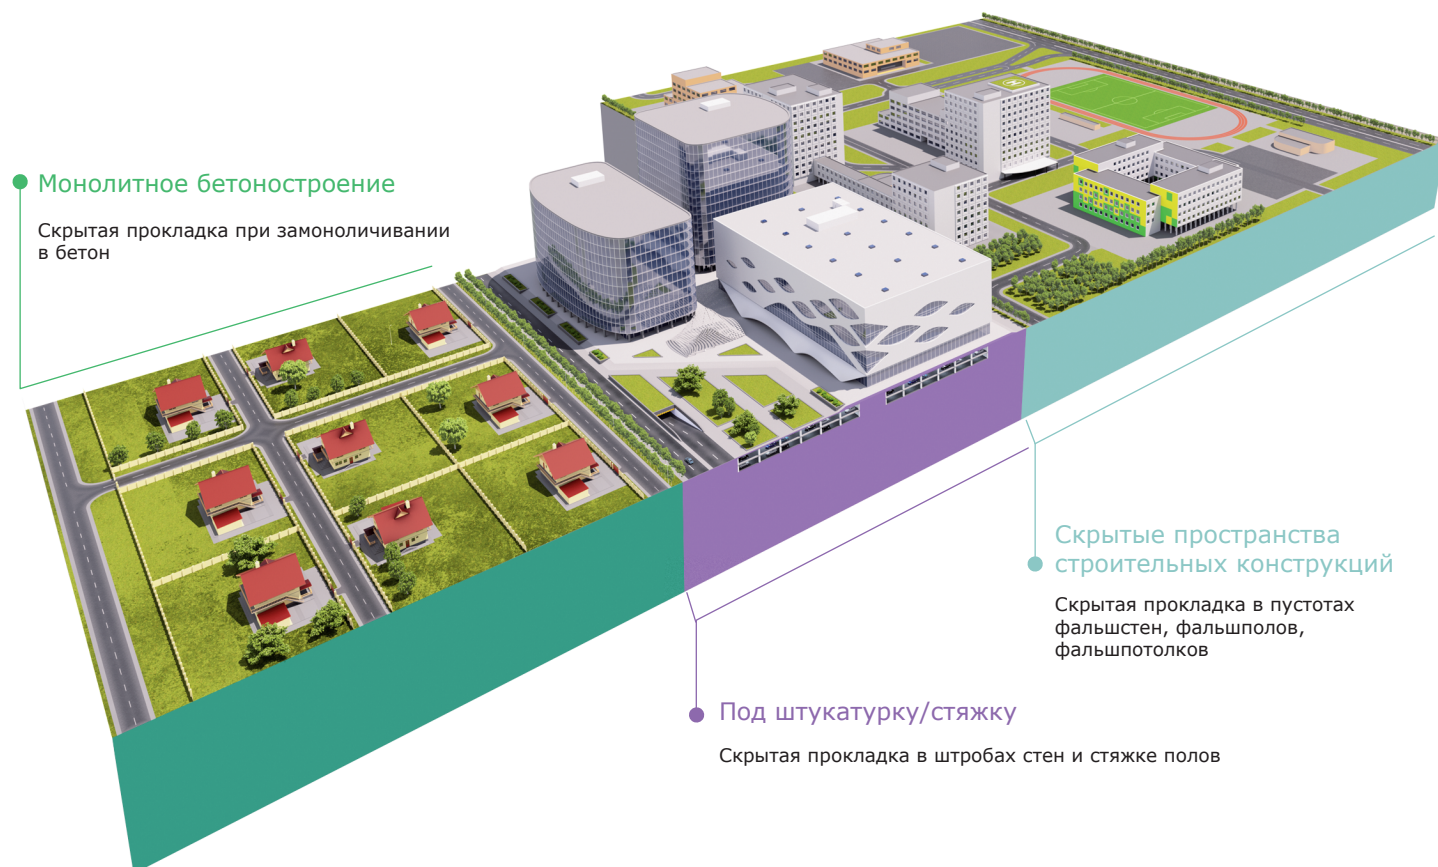 Монолитное бетоностроение
Скрытая прокладка при замоноличивании
в бетон
Скрытые пространства
строительных конструкций
Скрытая прокладка в пустотах
фальшстен, фальшполов,
фальшпотолков
Под штукатурку/стяжку
Скрытая прокладка в штробах стен и стяжке полов
H